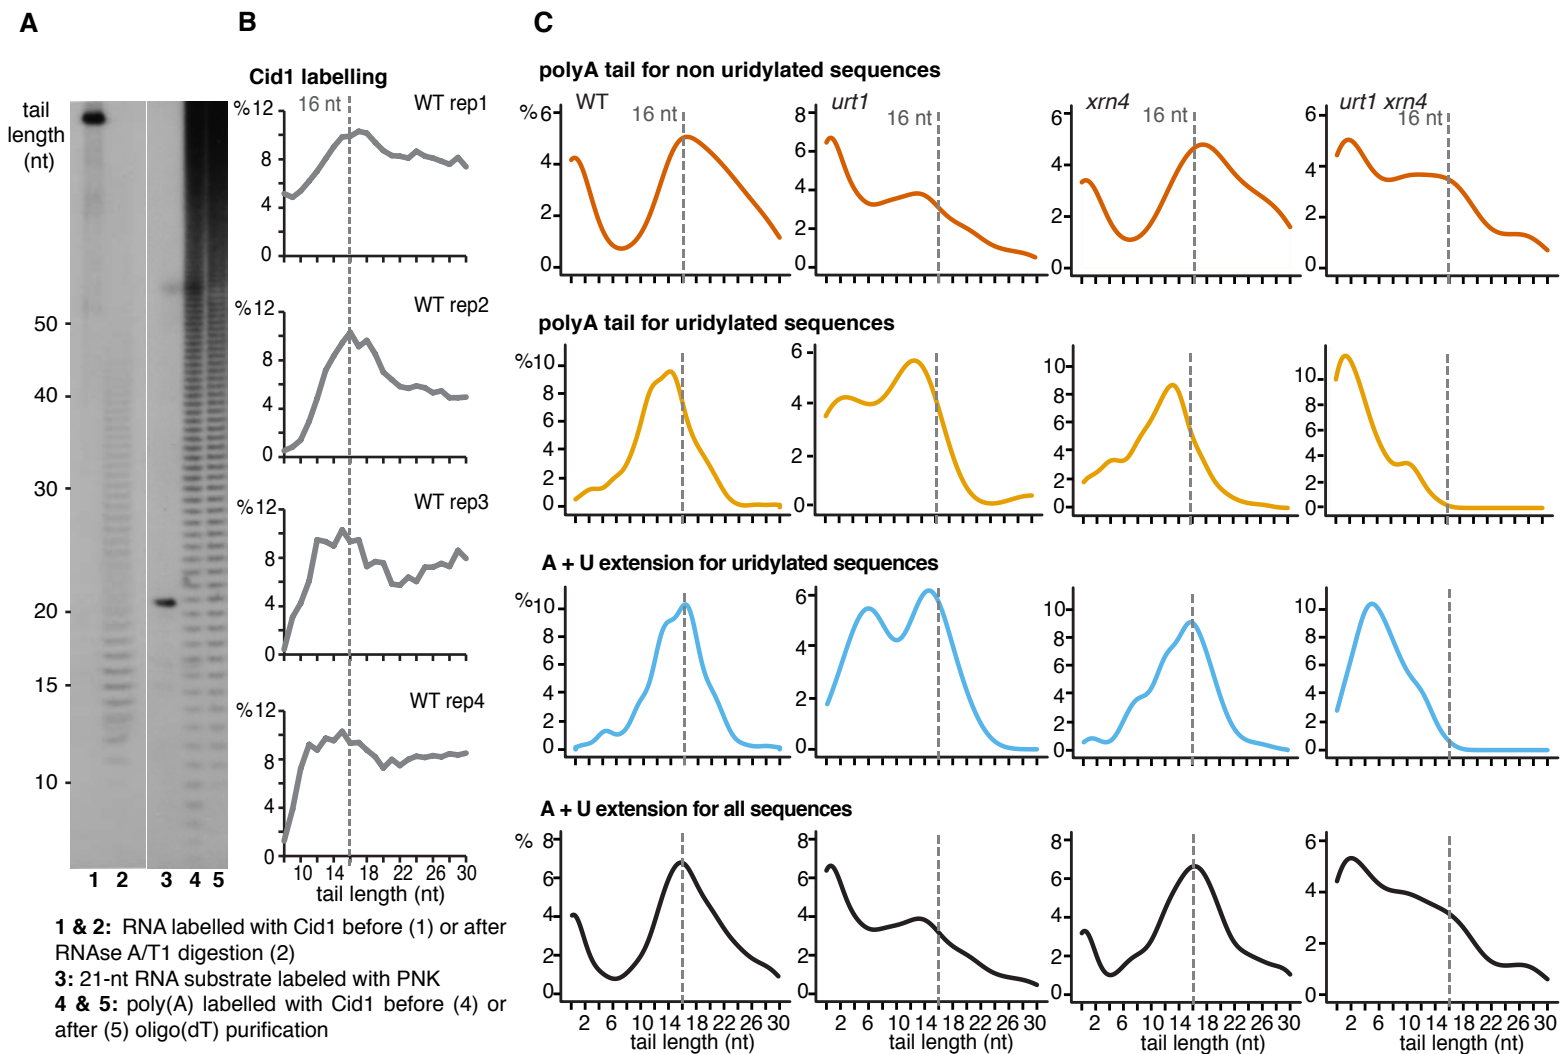 A
B
C
tail
length
(nt)
50
40
30
20
15
10
1 2 3 4 5
1 & 2: RNA labelled with Cid1 before (1) or after
RNAse A/T1 digestion (2)
3: 21-nt RNA substrate labeled with PNK
4 & 5: poly(A) labelled with Cid1 before (4) or
after (5) oligo(dT) purification
Cid1 labelling
16 nt
WT rep1
% 12
8
4
0
WT rep2
% 12
8
4
0
WT rep3
% 12
8
4
0
WT rep4
% 12
8
4
0
10 14 18 22 26 30
tail length (nt)
polyA tail for non uridylated sequences
WT
16 nt
% 6
4
2
0
urt1
16 nt
8
6
4
2
0
xrn4
16 nt
6
4
2
0
urt1 xrn4
16 nt
6
4
2
0
polyA tail for uridylated sequences
% 10
8
6
4
2
0
6
4
2
0
10
8
6
4
2
0
10
8
6
4
2
0
A + U extension for uridylated sequences
% 10
8
6
4
2
0
6
4
2
0
10
8
6
4
2
0
10
8
6
4
2
0
A + U extension for all sequences
% 8
6
4
2
0
2 6 10 14 18 22 26 30
tail length (nt)
8
6
4
2
0
2 6 10 14 18 22 26 30
tail length (nt)
8
6
4
2
0
2 6 10 14 18 22 26 30
tail length (nt)
6
4
2
0
2 6 10 14 18 22 26 30
tail length (nt)